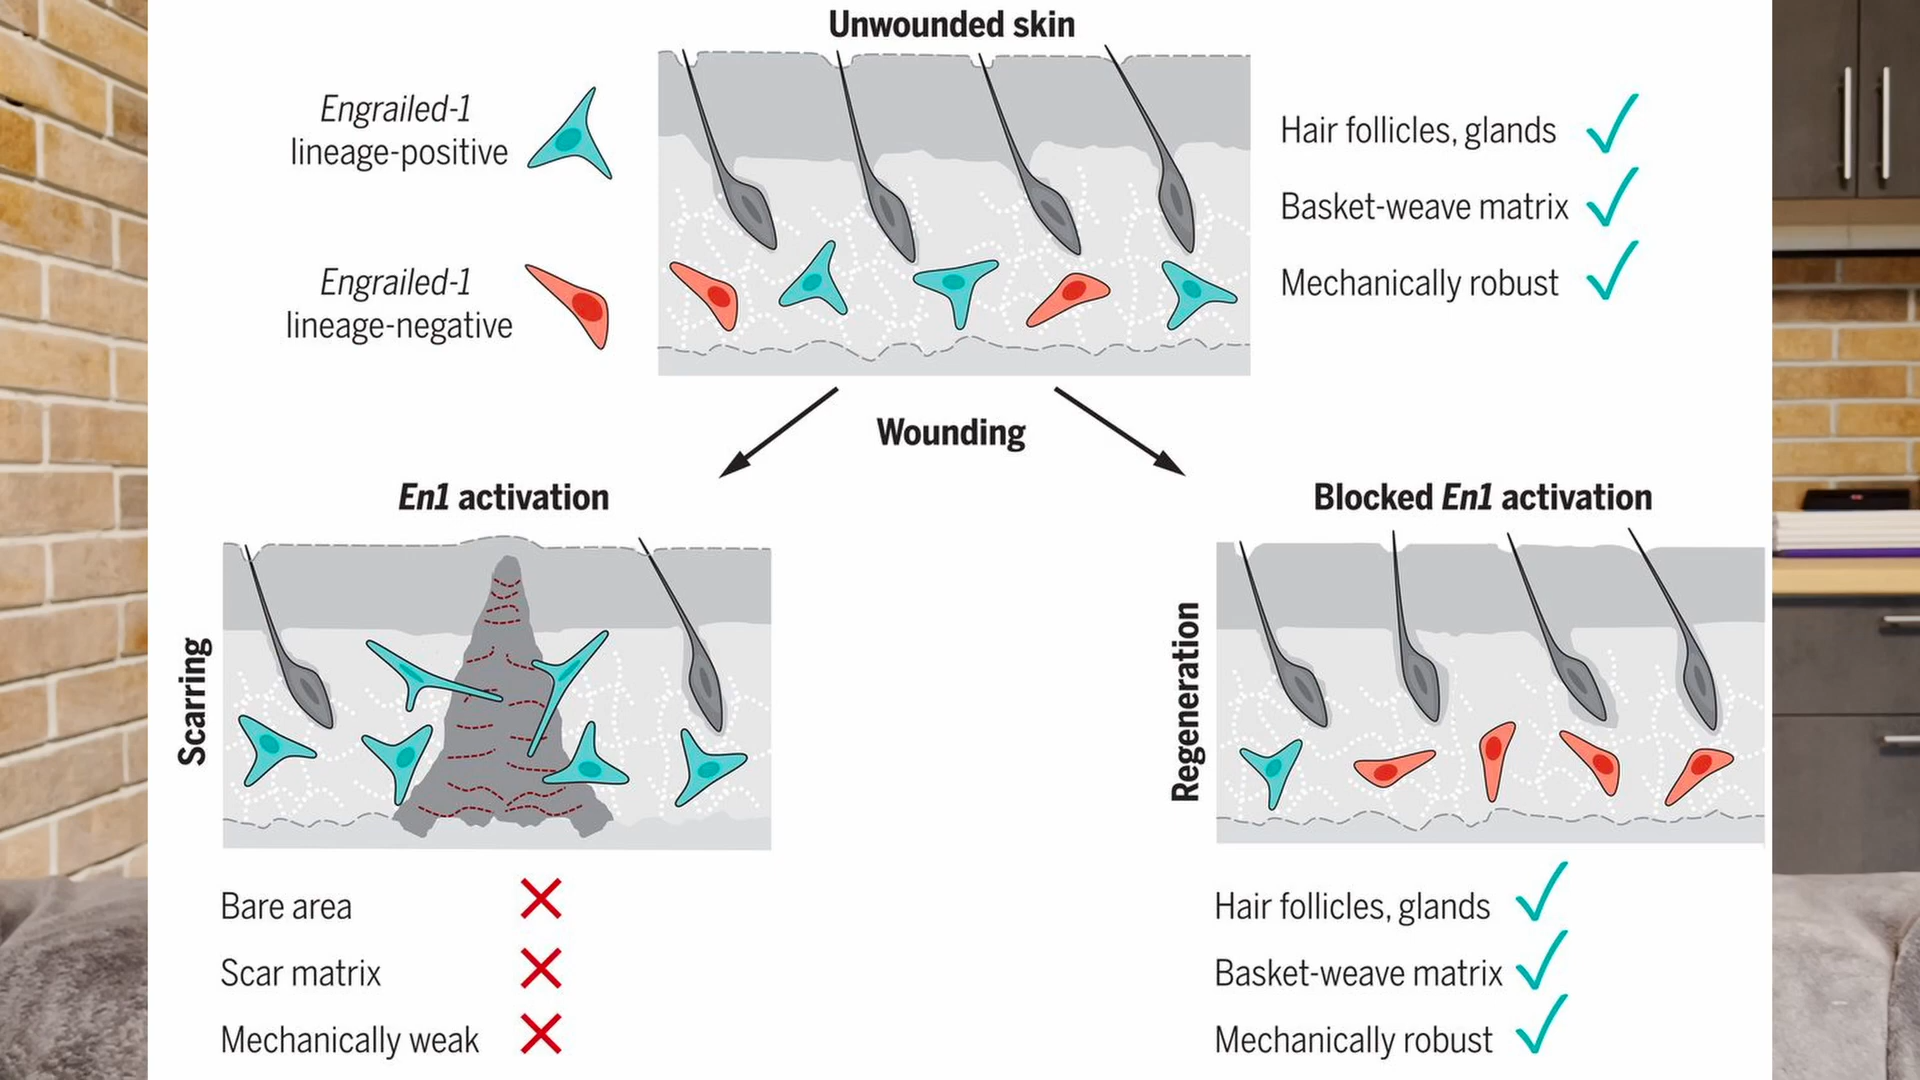 Unwounded skin
Engrailed-1
lineage-positive
Engrailed-1
lineage-negative
Hair follicles, glands
Basket-weave matrix
Mechanically robust
Wounding
En1 activation
Blocked En1 activation
Scarring
Regeneration
Bare area
Scar matrix
Mechanically weak
Hair follicles, glands
Basket-weave matrix
Mechanically robust